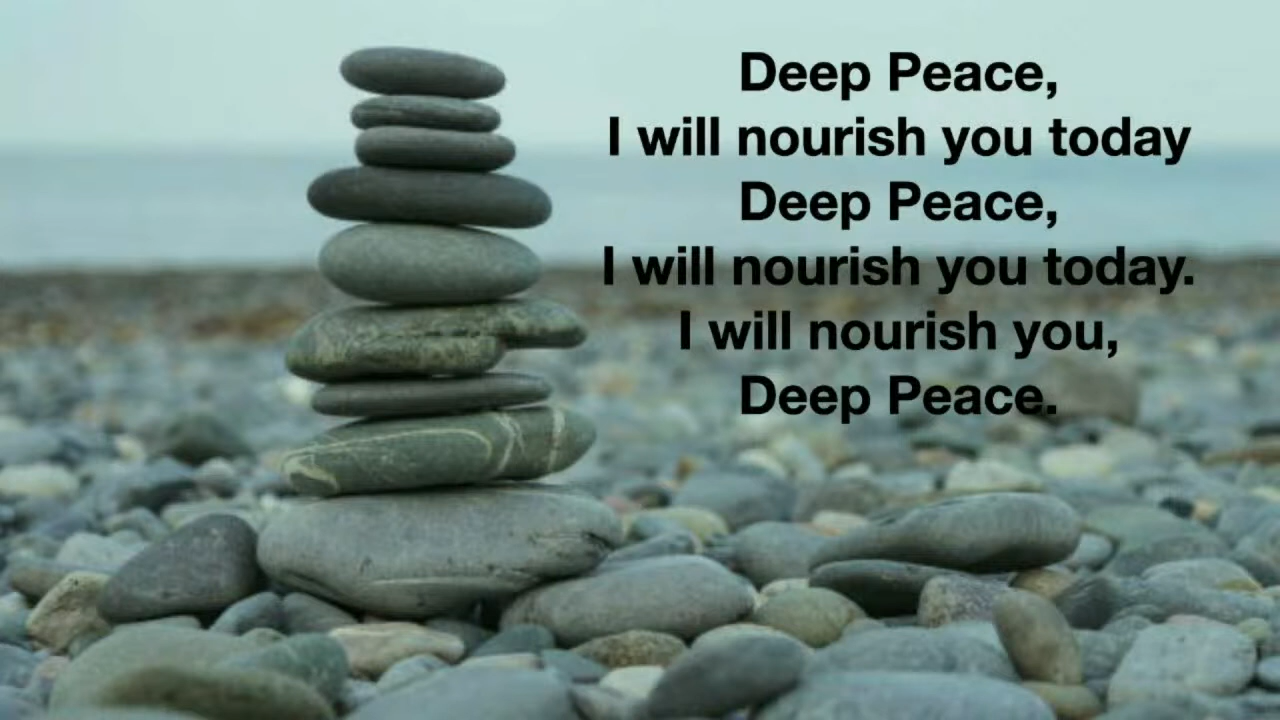 Deep Peace,
I will nourish you today
Deep Peace,
I will nourish you today.
I will nourish you,
Deep Peace.